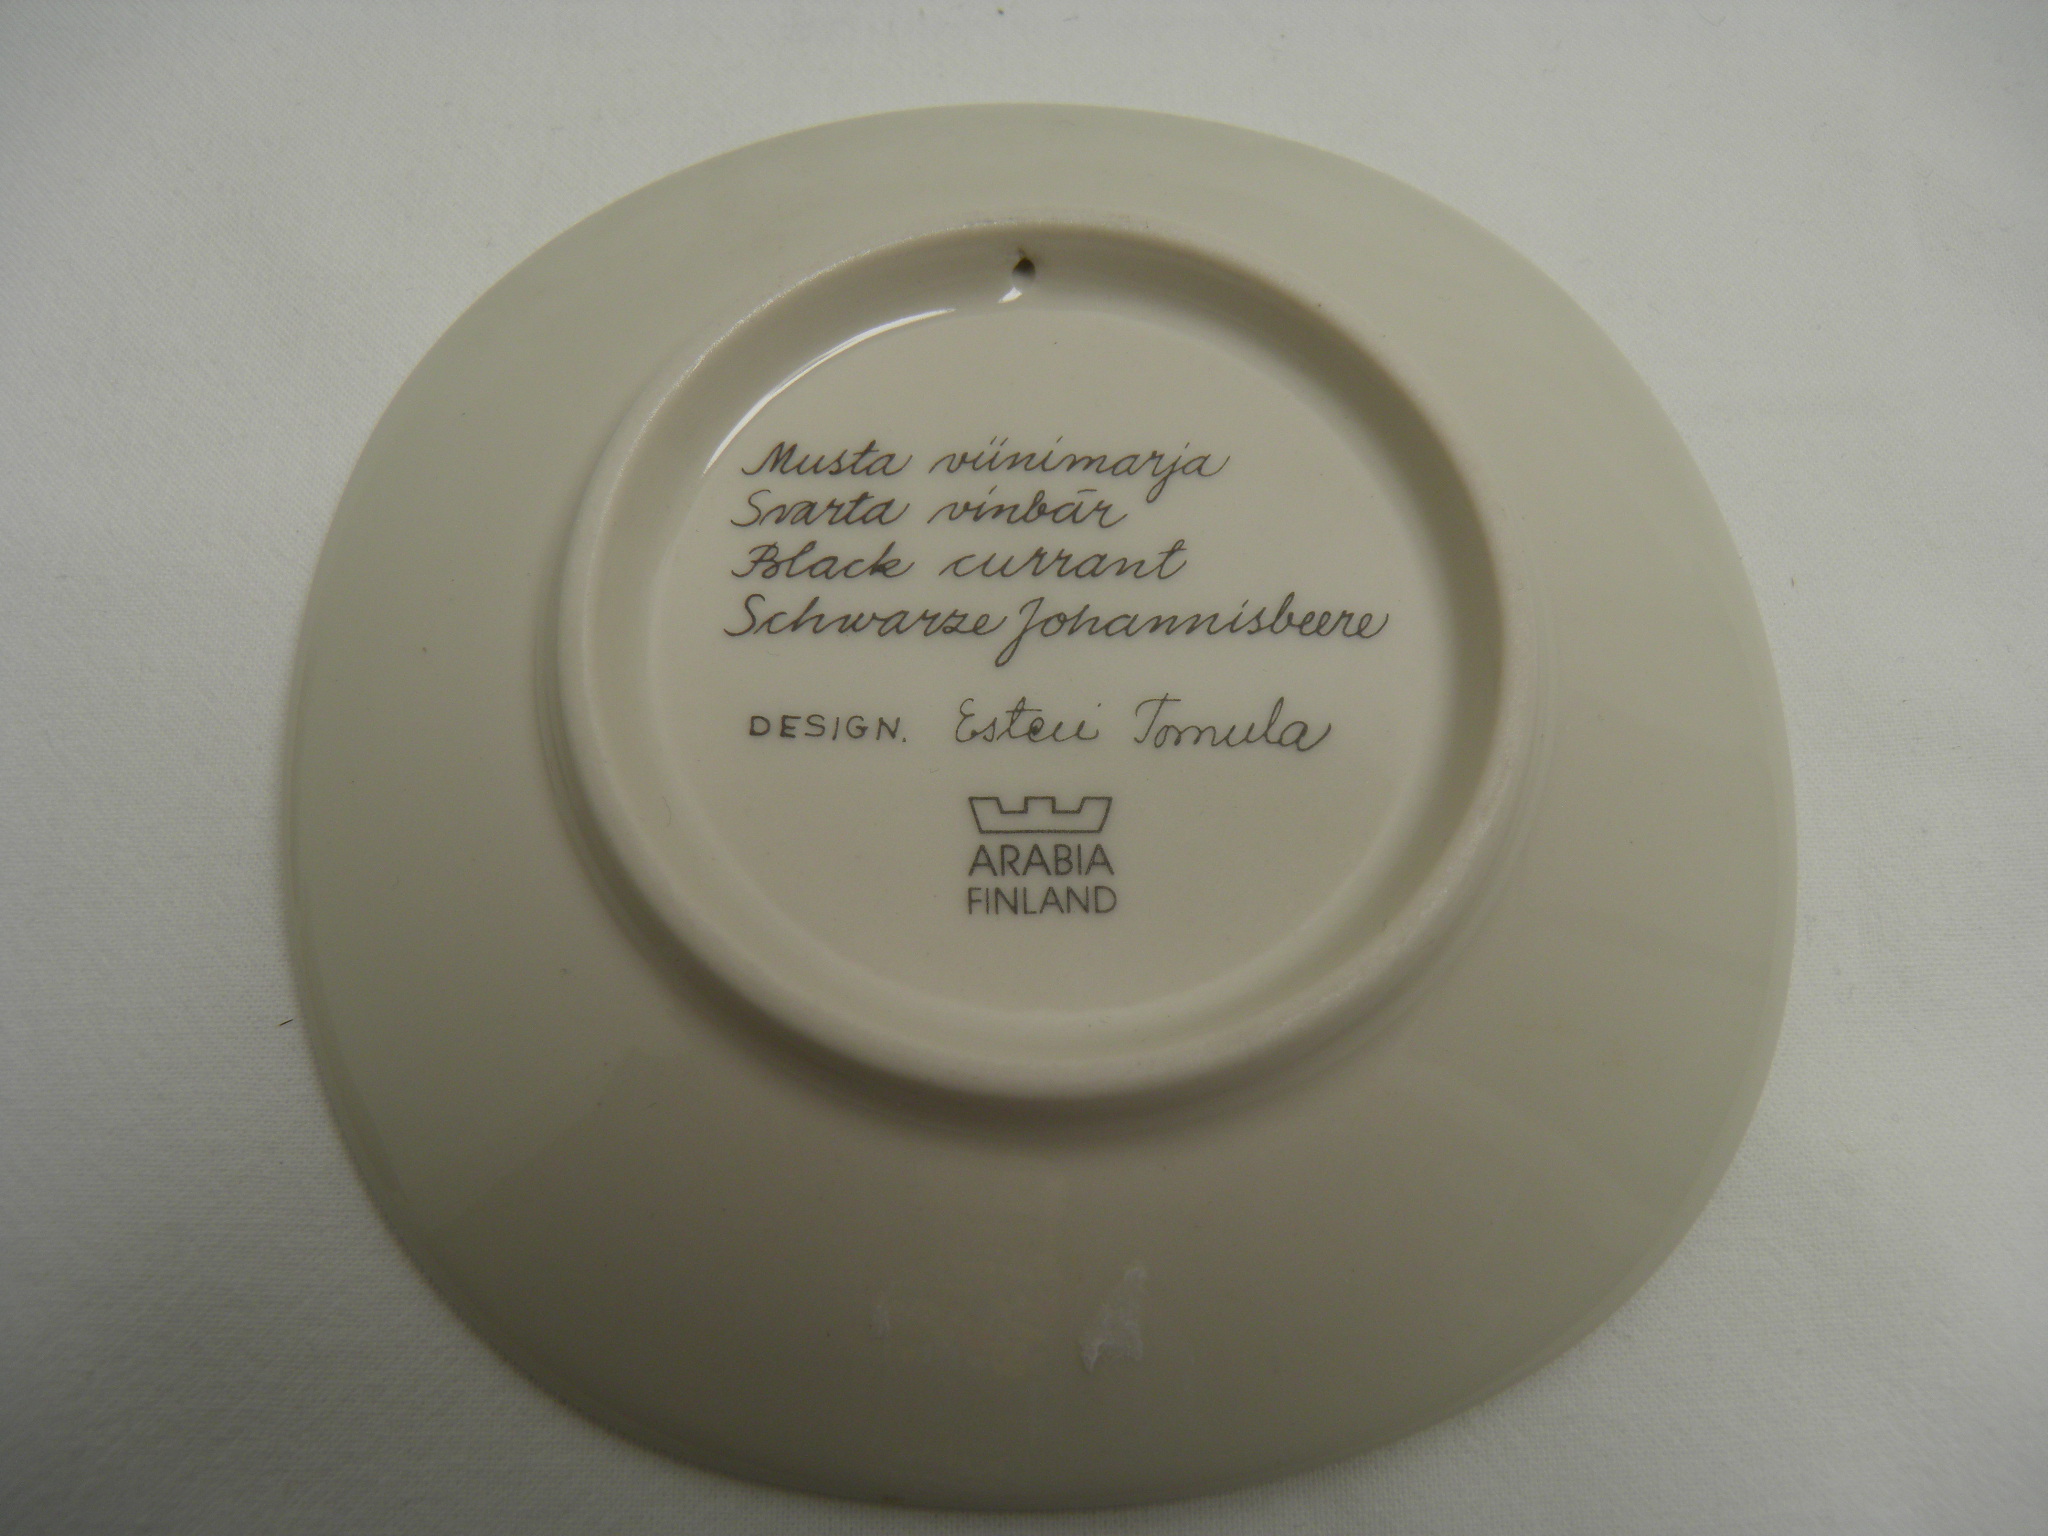 Musta viinimarja
Svarta vinbär
Black currant
Schwarze Johannisbeere
DESIGN. Esteri Tomula
ARABIA
FINLAND